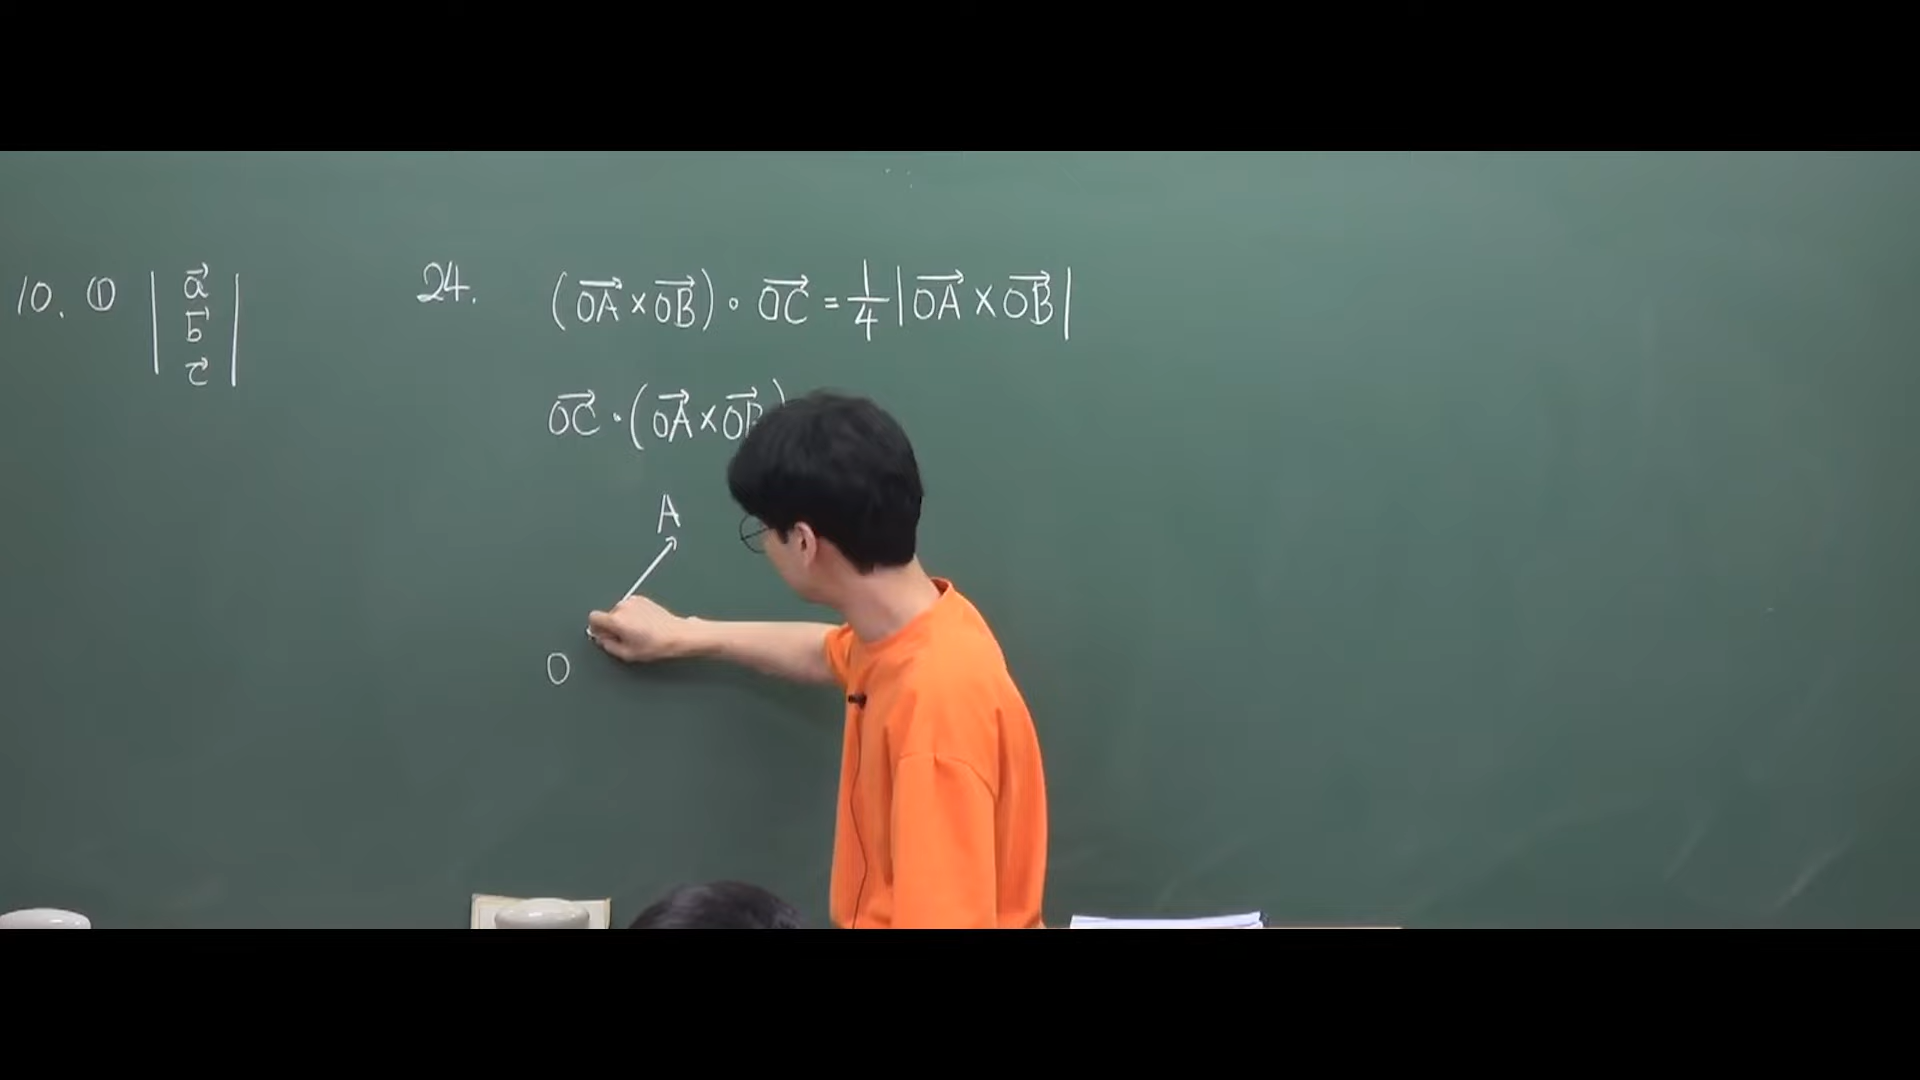 10. ① | a⃗ b⃗ c⃗ |
24. (OA⃗ × OB⃗) · OC⃗ = 1/4 |OA⃗ × OB⃗|
OC⃗ · (OA⃗ × OB⃗)
A
O